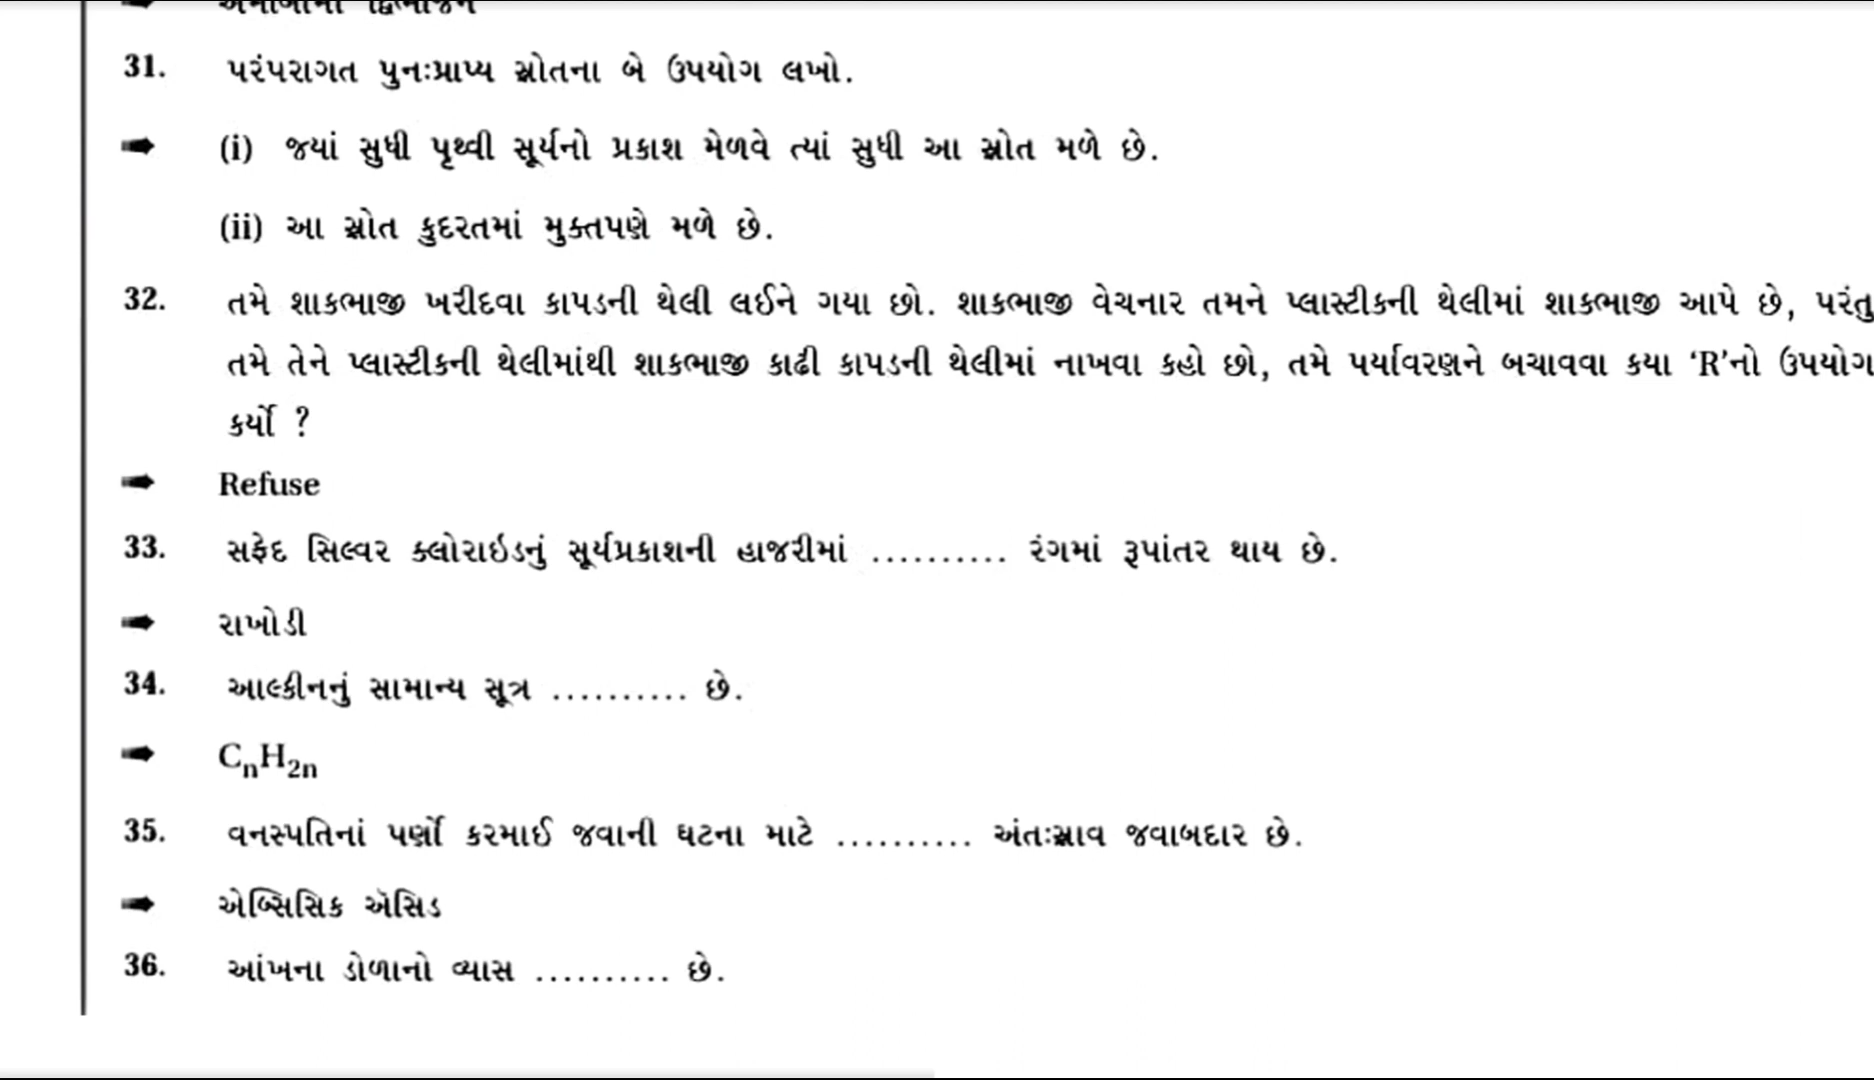 31. પરંપરાગત પુનઃપ્રાપ્ય સ્રોતના બે ઉપયોગ લખો.
➡ (i) જ્યાં સુધી પૃથ્વી સૂર્યનો પ્રકાશ મેળવે ત્યાં સુધી આ સ્રોત મળે છે.
(ii) આ સ્રોત કુદરતમાં મુક્તપણે મળે છે.
32. તમે શાકભાજી ખરીદવા કાપડની થેલી લઈને ગયા છો. શાકભાજી વેચનાર તમને પ્લાસ્ટીકની થેલીમાં શાકભાજી આપે છે, પરંતુ
તમે તેને પ્લાસ્ટીકની થેલીમાંથી શાકભાજી કાઢી કાપડની થેલીમાં નાખવા કહો છો, તમે પર્યાવરણને બચાવવા કયા ‘R’નો ઉપયોગ
કર્યો ?
➡ Refuse
33. સફેદ સિલ્વર ક્લોરાઇડનું સૂર્યપ્રકાશની હાજરીમાં .......... રંગમાં રૂપાંતર થાય છે.
➡ રાખોડી
34. આલ્કીનનું સામાન્ય સૂત્ર .......... છે.
➡ CₙH₂ₙ
35. વનસ્પતિનાં પર્ણો કરમાઈ જવાની ઘટના માટે .......... અંતઃસ્રાવ જવાબદાર છે.
➡ એબ્સિસિક ઍસિડ
36. આંખના ડોળાનો વ્યાસ .......... છે.